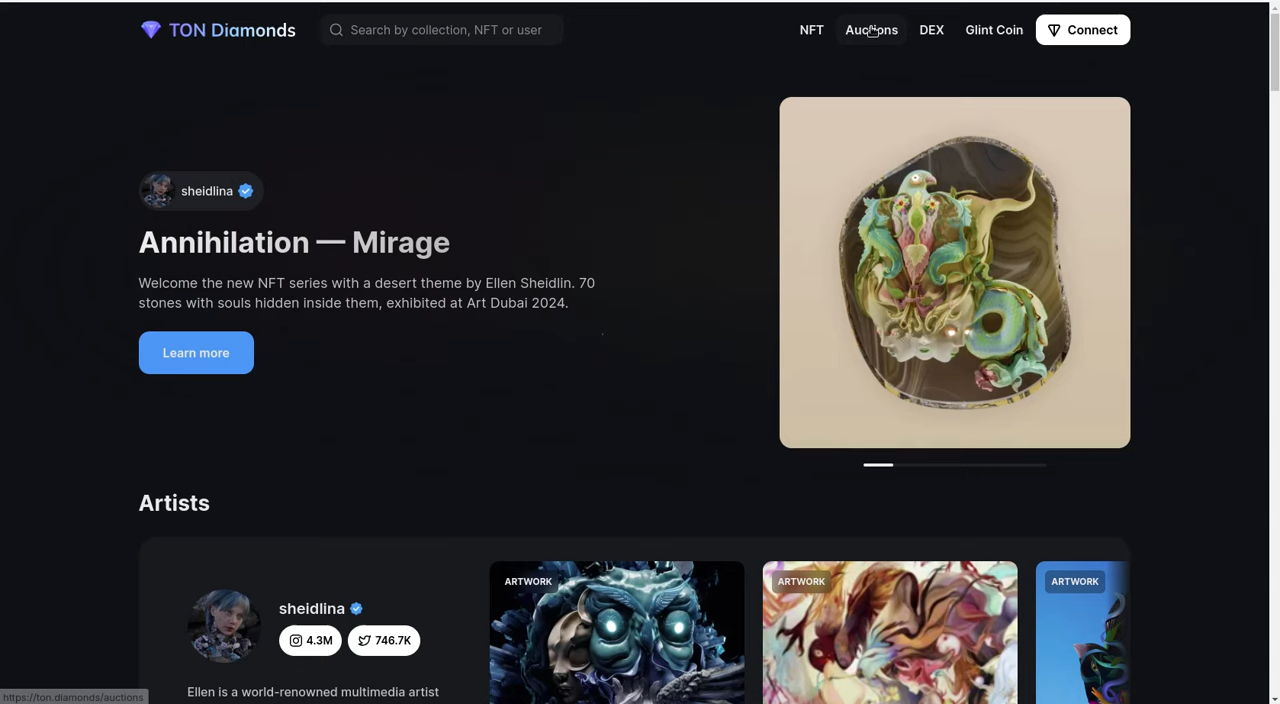 TON Diamonds
Search by collection, NFT or user
NFT
Auctions
DEX
Glint Coin
Connect
sheidlina
Annihilation — Mirage
Welcome the new NFT series with a desert theme by Ellen Sheidlin. 70
stones with souls hidden inside them, exhibited at Art Dubai 2024.
Learn more
Artists
sheidlina
4.3M
746.7K
Ellen is a world-renowned multimedia artist
ARTWORK
ARTWORK
ARTWORK
https://ton.diamonds/auctions